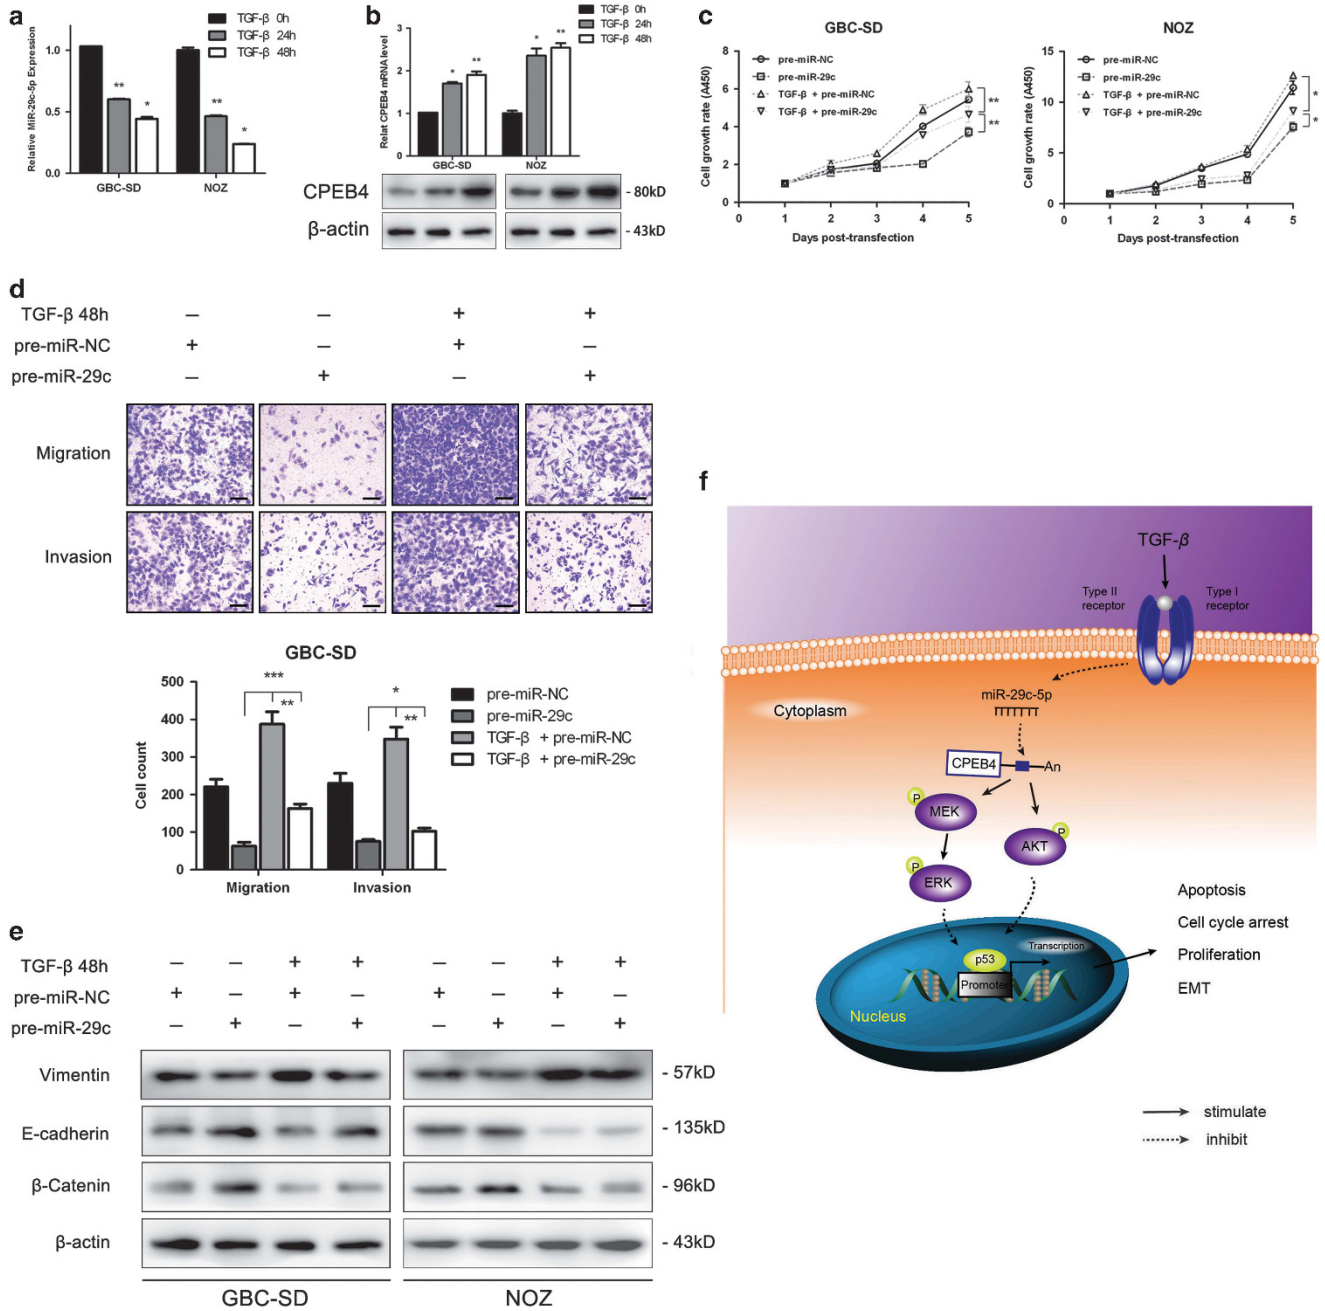 a
TGF-β 0h
TGF-β 24h
TGF-β 48h
Relative MiR-29c-5p Expression
1.0
0.5
0.0
**
*
**
*
GBC-SD
NOZ
b
TGF-β 0h
TGF-β 24h
TGF-β 48h
Relat CPEB4 mRNA level
3
2
1
0
*
**
*
**
GBC-SD
NOZ
CPEB4
- 80kD
β-actin
- 43kD
c
GBC-SD
Cell growth rate (A450)
8
6
4
2
0
pre-miR-NC
pre-miR-29c
TGF-β + pre-miR-NC
TGF-β + pre-miR-29c
**
**
0 1 2 3 4 5
Days post-transfection
NOZ
Cell growth rate (A450)
15
10
5
0
pre-miR-NC
pre-miR-29c
TGF-β + pre-miR-NC
TGF-β + pre-miR-29c
*
*
0 1 2 3 4 5
Days post-transfection
d
TGF-β 48h – – + +
pre-miR-NC + – + –
pre-miR-29c – + – +
Migration
Invasion
GBC-SD
Cell count
500
400
300
200
100
0
***
**
*
**
pre-miR-NC
pre-miR-29c
TGF-β + pre-miR-NC
TGF-β + pre-miR-29c
Migration
Invasion
e
TGF-β 48h – – + + – – + +
pre-miR-NC + – + – + – + –
pre-miR-29c – + – + – + – +
Vimentin
- 57kD
E-cadherin
- 135kD
β-Catenin
- 96kD
β-actin
- 43kD
GBC-SD
NOZ
f
TGF-β
Type II
receptor
Type I
receptor
miR-29c-5p
Cytoplasm
CPEB4
An
P
MEK
P
AKT
P
ERK
Apoptosis
Cell cycle arrest
Proliferation
EMT
Transcription
p53
Promoter
Nucleus
stimulate
inhibit